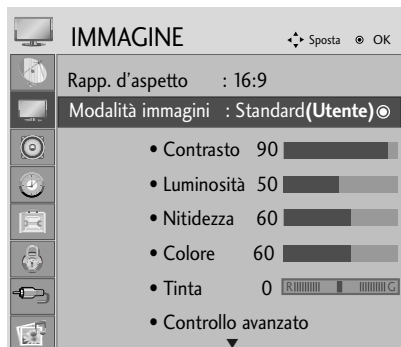 IMMAGINE Sposta OK
Rapp. d'aspetto : 16:9
Modalità immagini : Standard(Utente)
• Contrasto 90
• Luminosità 50
• Nitidezza 60
• Colore 60
• Tinta 0 R G
• Controllo avanzato